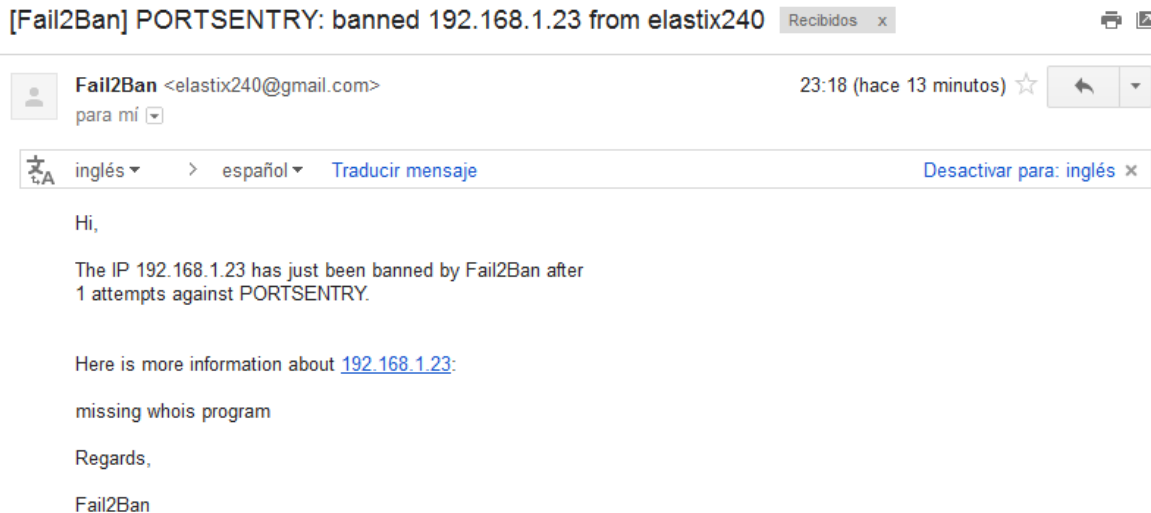 [Fail2Ban] PORTSENTRY: banned 192.168.1.23 from elastix240 Recibidos x
Fail2Ban <elastix240@gmail.com> 23:18 (hace 13 minutos)
para mí
inglés > español Traducir mensaje Desactivar para: inglés ×
Hi,
The IP 192.168.1.23 has just been banned by Fail2Ban after
1 attempts against PORTSENTRY.
Here is more information about 192.168.1.23:
missing whois program
Regards,
Fail2Ban